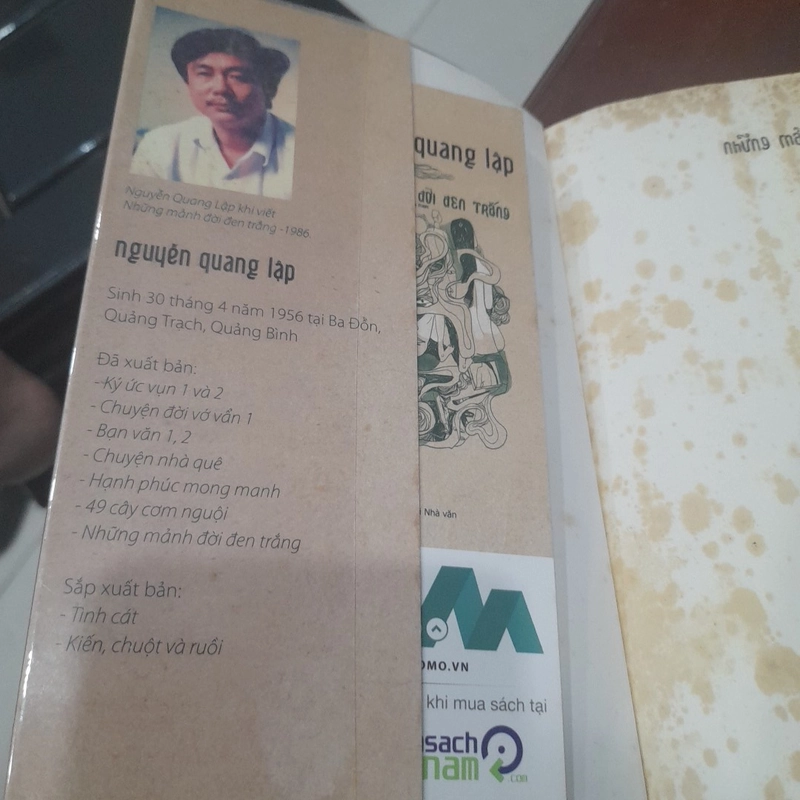 Nguyễn Quang Lập khi viết
Những mảnh đời đen trắng -1986.
nguyễn quang lập
Sinh 30 tháng 4 năm 1956 tại Ba Đồn,
Quảng Trạch, Quảng Bình
Đã xuất bản:
- Ký ức vụn 1 và 2
- Chuyện đời vớ vẩn 1
- Bạn văn 1, 2
- Chuyện nhà quê
- Hạnh phúc mong manh
- 49 cây cơm nguội
- Những mảnh đời đen trắng
Sắp xuất bản:
- Tình cát
- Kiến, chuột và ruồi
quang lập
đời đen trắng
Nhà văn
OMO.VN
khi mua sách tại
sach
nam
.com
những